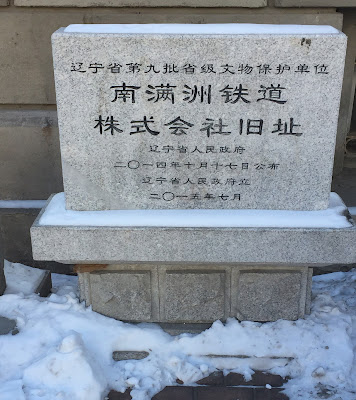 辽宁省第九批省级文物保护单位
南满洲铁道
株式会社旧址
辽宁省人民政府
二〇一四年十月十七日公布
辽宁省人民政府立
二〇一五年七月